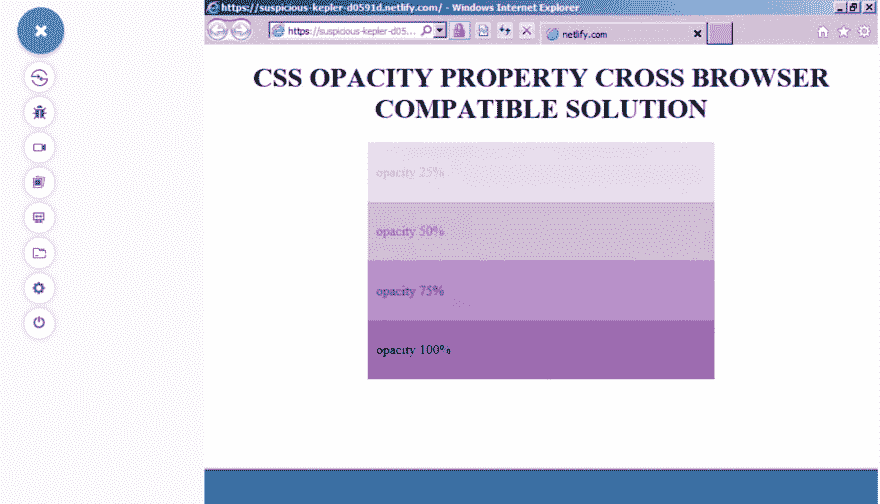 https://suspicious-kepler-d0591d.netlify.com/ - Windows Internet Explorer
https://suspicious-kepler-d05...
netlify.com
CSS OPACITY PROPERTY CROSS BROWSER
COMPATIBLE SOLUTION
opacity 25%
opacity 50%
opacity 75%
opacity 100%